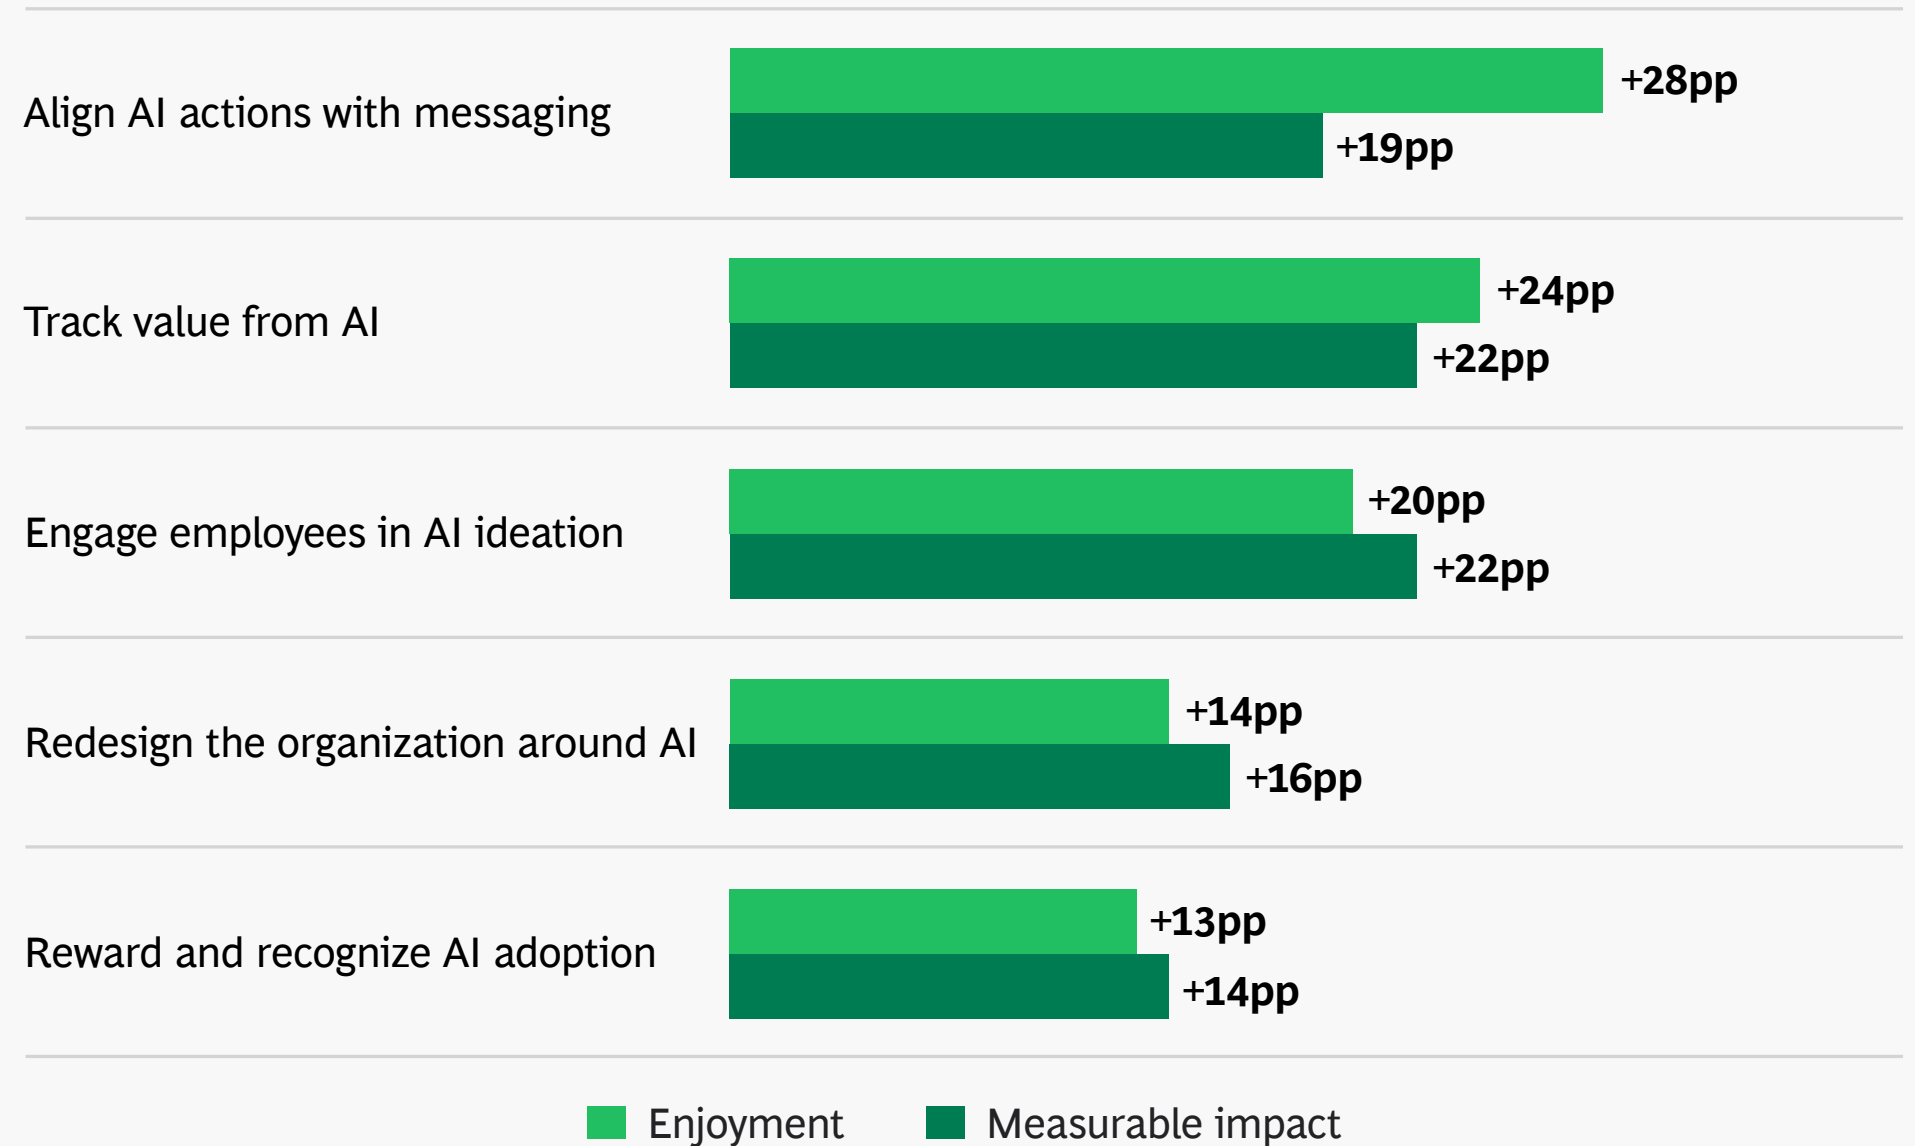 Align AI actions with messaging
+28pp
+19pp
Track value from AI
+24pp
+22pp
Engage employees in AI ideation
+20pp
+22pp
Redesign the organization around AI
+14pp
+16pp
Reward and recognize AI adoption
+13pp
+14pp
Enjoyment
Measurable impact